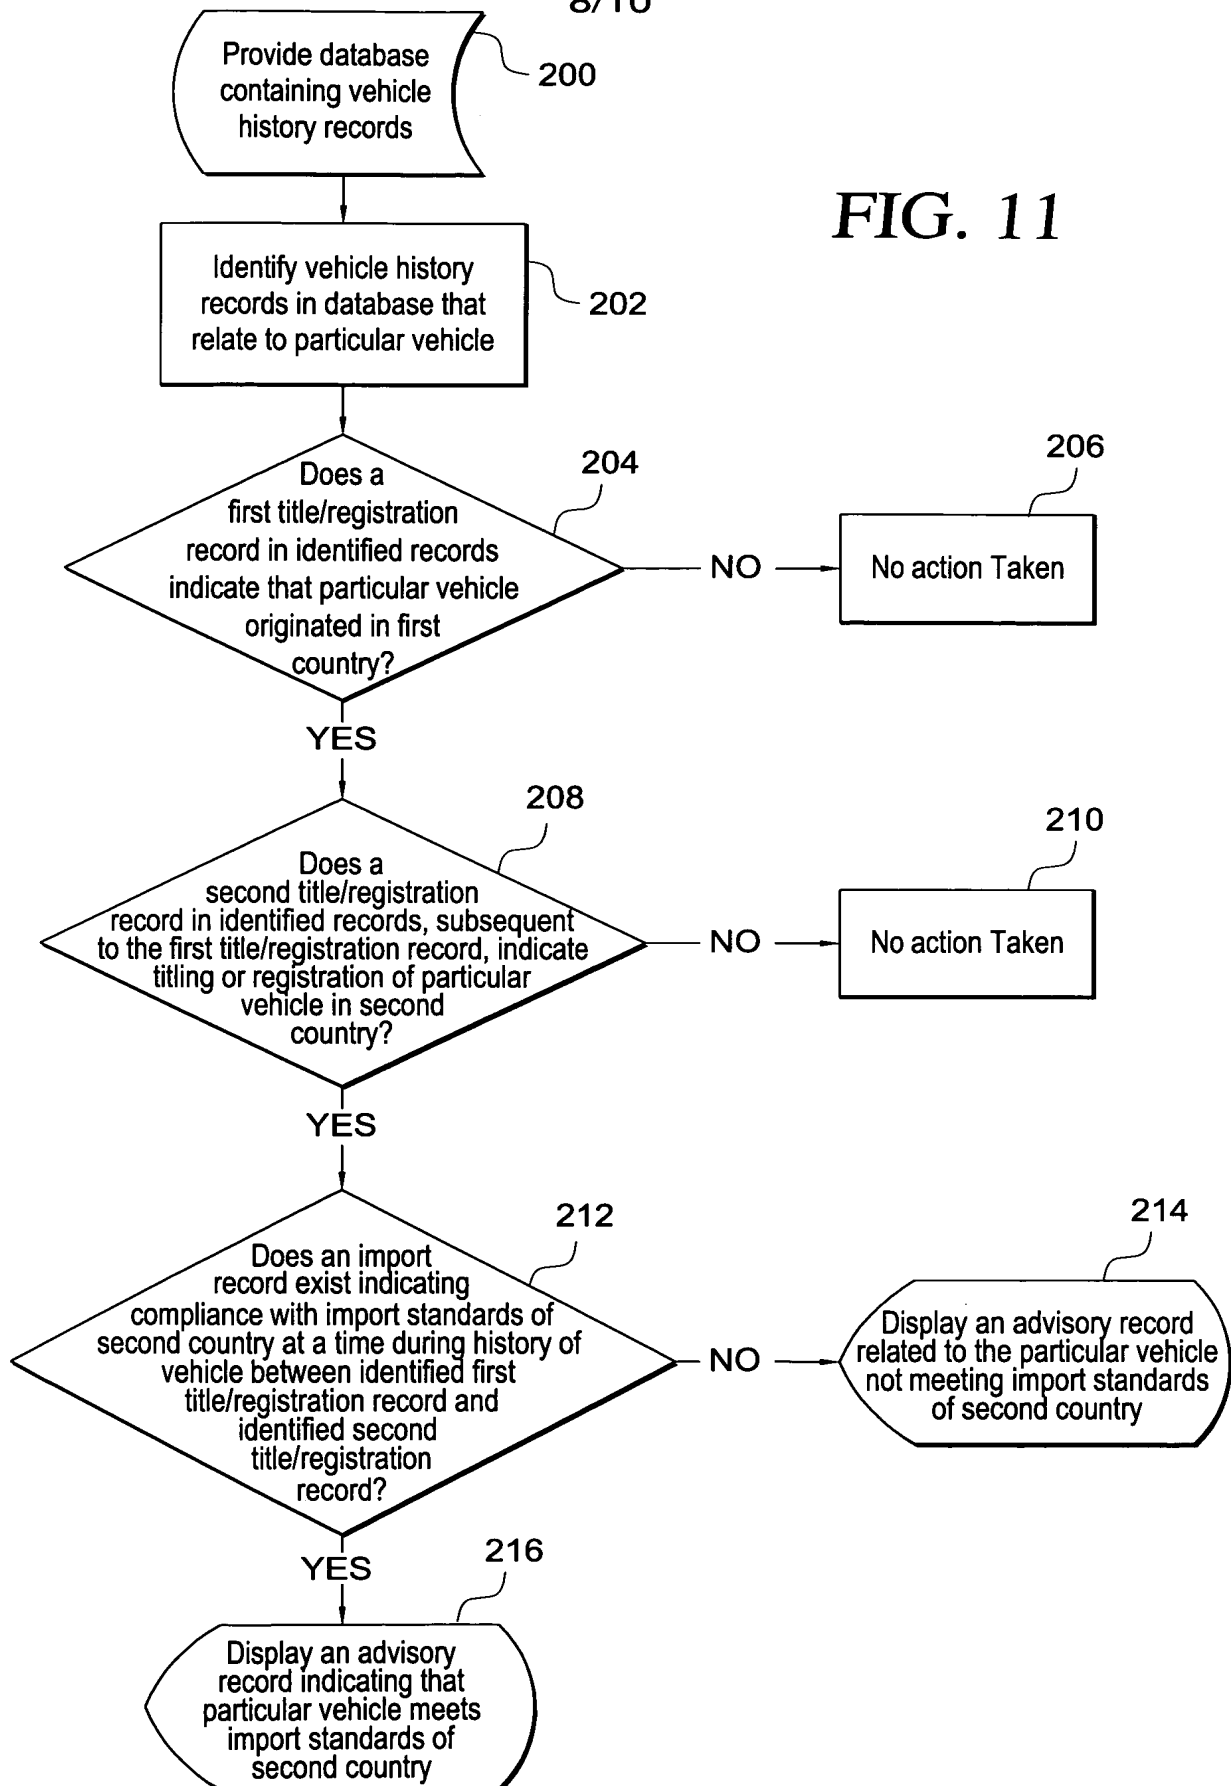 8/10
Provide database
containing vehicle
history records
200
FIG. 11
Identify vehicle history
records in database that
relate to particular vehicle
202
Does a
first title/registration
record in identified records
indicate that particular vehicle
originated in first
country?
204
NO
206
No action Taken
YES
208
Does a
second title/registration
record in identified records, subsequent
to the first title/registration record, indicate
titling or registration of particular
vehicle in second
country?
NO
210
No action Taken
YES
212
Does an import
record exist indicating
compliance with import standards of
second country at a time during history of
vehicle between identified first
title/registration record and
identified second
title/registration
record?
NO
214
Display an advisory record
related to the particular vehicle
not meeting import standards
of second country
YES
216
Display an advisory
record indicating that
particular vehicle meets
import standards of
second country